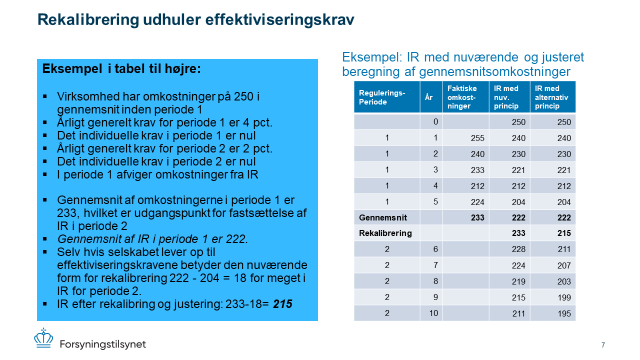 Rekalibrering udhuler effektiviseringskrav
Eksempel i tabel til højre:
▪ Virksomhed har omkostninger på 250 i
gennemsnit inden periode 1
▪ Årligt generelt krav for periode 1 er 4 pct.
▪ Det individuelle krav i periode 1 er nul
▪ Årligt generelt krav for periode 2 er 2 pct.
▪ Det individuelle krav i periode 2 er nul
▪ I periode 1 afviger omkostninger fra IR
▪ Gennemsnit af omkostningerne i periode 1 er
233, hvilket er udgangspunkt for fastsættelse af
IR i periode 2
▪ Gennemsnit af IR i periode 1 er 222.
▪ Selv hvis selskabet lever op til
effektiviseringskravene betyder den nuværende
form for rekalibrering 222 - 204 = 18 for meget i
IR for periode 2.
▪ IR efter rekalibring og justering: 233-18= 215
Eksempel: IR med nuværende og justeret
beregning af gennemsnitsomkostninger
Regulerings-
Periode
År
Faktiske
omkost-
ninger
IR med
nuv.
princip
IR med
alternativ
princip
0 250 250
1 1 255 240 240
1 2 240 230 230
1 3 233 221 221
1 4 212 212 212
1 5 224 204 204
Gennemsnit 233 222 222
Rekalibrering 233 215
2 6 228 211
2 7 224 207
2 8 219 203
2 9 215 199
2 10 211 195
Forsyningstilsynet
7